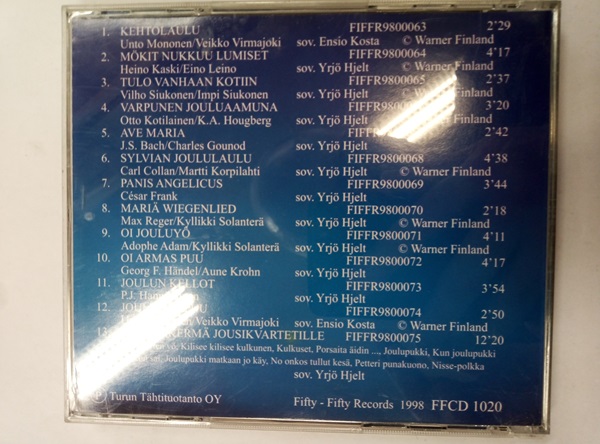 1. KEHTOLAULU FIFFR9800063 2'29
Unto Mononen/Veikko Virmajoki sov. Ensio Kosta © Warner Finland
2. MÖKIT NUKKUU LUMISET FIFFR9800064 4'17
Heino Kaski/Eino Leino sov. Yrjö Hjelt © Warner Finland
3. TULO VANHAAN KOTIIN FIFFR9800065 2'37
Vilho Siukonen/Impi Siukonen sov. Yrjö Hjelt
4. VARPUNEN JOULUAAMUNA 3'20
Otto Kotilainen/K.A. Hougberg sov. Yrjö Hjelt
5. AVE MARIA 2'42
J.S. Bach/Charles Gounod sov. Yrjö Hjelt
6. SYLVIAN JOULULAULU FIFFR9800068 4'38
Carl Collan/Martti Korpilahti sov. Yrjö Hjelt
7. PANIS ANGELICUS FIFFR9800069 3'44
César Frank sov. Yrjö Hjelt
8. MARIÄ WIEGENLIED FIFFR9800070 2'18
Max Reger/Kyllikki Solanterä sov. Yrjö Hjelt © Warner Finland
9. OI JOULUYÖ FIFFR9800071 4'11
Adophe Adam/Kyllikki Solanterä sov. Yrjö Hjelt © Warner Finland
10. OI ARMAS PUU FIFFR9800072 4'17
Georg F. Händel/Aune Krohn sov. Yrjö Hjelt
11. JOULUN KELLOT FIFFR9800073 3'54
P.J. sov. Yrjö Hjelt
12. FIFFR9800074 2'50
/Veikko Virmajoki sov. Ensio Kosta © Warner Finland
JOUSIKVARTETILLE FIFFR9800075 12'20
Kilisee kilisee kulkunen, Kulkuset, Porsaita äidin ..., Joulupukki, Kun joulupukki
Joulupukki matkaan jo käy, No onkos tullut kesä, Petteri punakuono, Nisse-polkka
sov. Yrjö Hjelt
℗ Turun Tähtituotanto OY Fifty - Fifty Records 1998 FFCD 1020